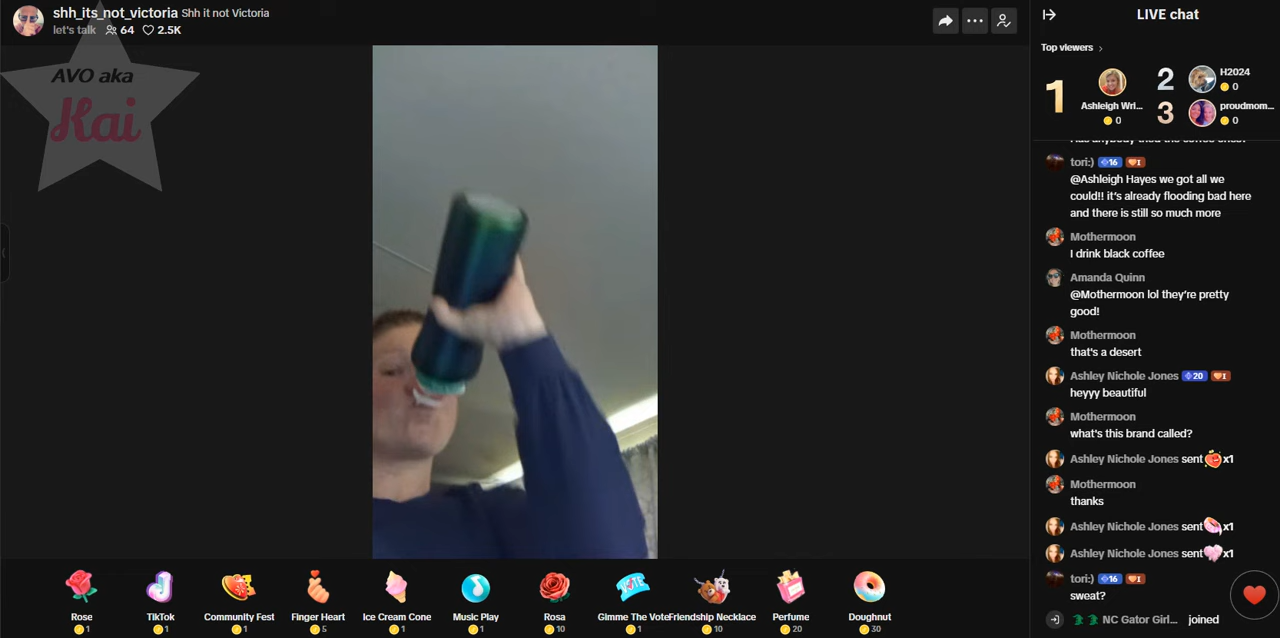 shh_its_not_victoria Shh it not Victoria
let's talk 64 2.5K
AVO aka
Kai
LIVE chat
Top viewers
1 Ashleigh Wri... 0
2 H2024 0
3 proudmom... 0
tori:) 16 I
@Ashleigh Hayes we got all we
could!! it's already flooding bad here
and there is still so much more
Mothermoon
I drink black coffee
Amanda Quinn
@Mothermoon lol they're pretty
good!
Mothermoon
that's a desert
Ashley Nichole Jones 20 I
heyyy beautiful
Mothermoon
what's this brand called?
Ashley Nichole Jones sent x1
Mothermoon
thanks
Ashley Nichole Jones sent x1
Ashley Nichole Jones sent x1
tori:) 16 I
sweat?
NC Gator Girl... joined
Rose TikTok Community Fest Finger Heart Ice Cream Cone Music Play Rosa Gimme The Vote Friendship Necklace Perfume Doughnut
1 1 1 5 1 1 10 1 10 20 30